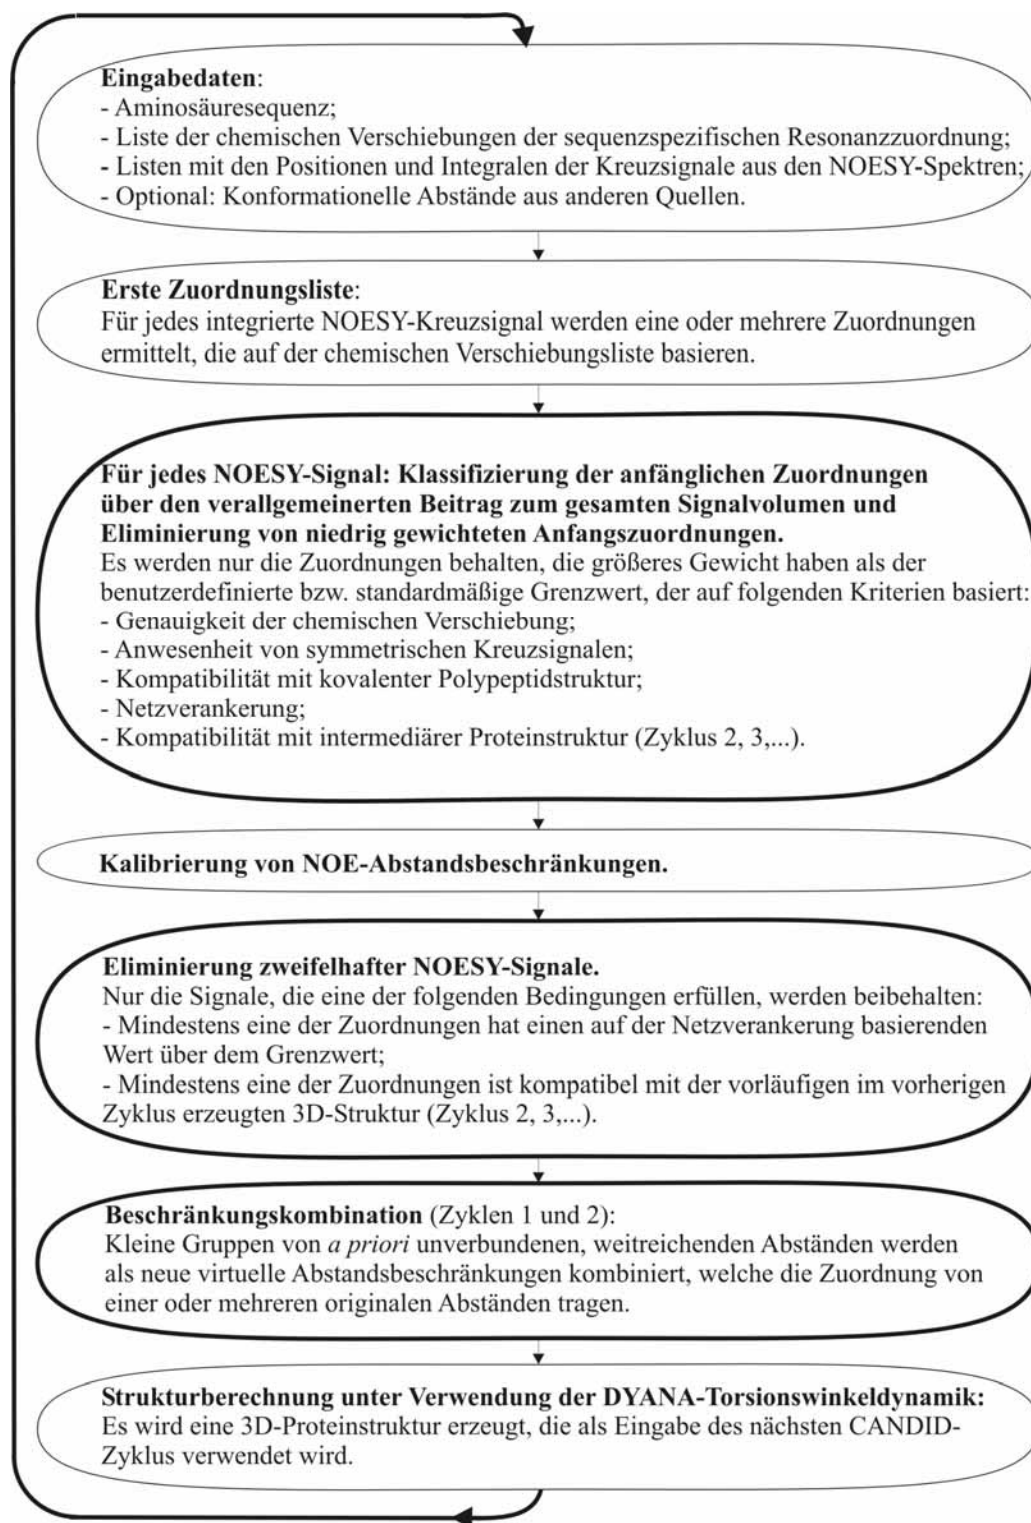 Eingabedaten:
- Aminosäuresequenz;
- Liste der chemischen Verschiebungen der sequenzspezifischen Resonanzzuordnung;
- Listen mit den Positionen und Integralen der Kreuzsignale aus den NOESY-Spektren;
- Optional: Konformationelle Abstände aus anderen Quellen.
Erste Zuordnungsliste:
Für jedes integrierte NOESY-Kreuzsignal werden eine oder mehrere Zuordnungen
ermittelt, die auf der chemischen Verschiebungsliste basieren.
Für jedes NOESY-Signal: Klassifizierung der anfänglichen Zuordnungen
über den verallgemeinerten Beitrag zum gesamten Signalvolumen und
Eliminierung von niedrig gewichteten Anfangszuordnungen.
Es werden nur die Zuordnungen behalten, die größeres Gewicht haben als der
benutzerdefinierte bzw. standardmäßige Grenzwert, der auf folgenden Kriterien basiert:
- Genauigkeit der chemischen Verschiebung;
- Anwesenheit von symmetrischen Kreuzsignalen;
- Kompatibilität mit kovalenter Polypeptidstruktur;
- Netzverankerung;
- Kompatibilität mit intermediärer Proteinstruktur (Zyklus 2, 3,...).
Kalibrierung von NOE-Abstandsbeschränkungen.
Eliminierung zweifelhafter NOESY-Signale.
Nur die Signale, die eine der folgenden Bedingungen erfüllen, werden beibehalten:
- Mindestens eine der Zuordnungen hat einen auf der Netzverankerung basierenden
Wert über dem Grenzwert;
- Mindestens eine der Zuordnungen ist kompatibel mit der vorläufigen im vorherigen
Zyklus erzeugten 3D-Struktur (Zyklus 2, 3,...).
Beschränkungskombination (Zyklen 1 und 2):
Kleine Gruppen von a priori unverbundenen, weitreichenden Abständen werden
als neue virtuelle Abstandsbeschränkungen kombiniert, welche die Zuordnung von
einer oder mehreren originalen Abständen tragen.
Strukturberechnung unter Verwendung der DYANA-Torsionswinkeldynamik:
Es wird eine 3D-Proteinstruktur erzeugt, die als Eingabe des nächsten CANDID-
Zyklus verwendet wird.